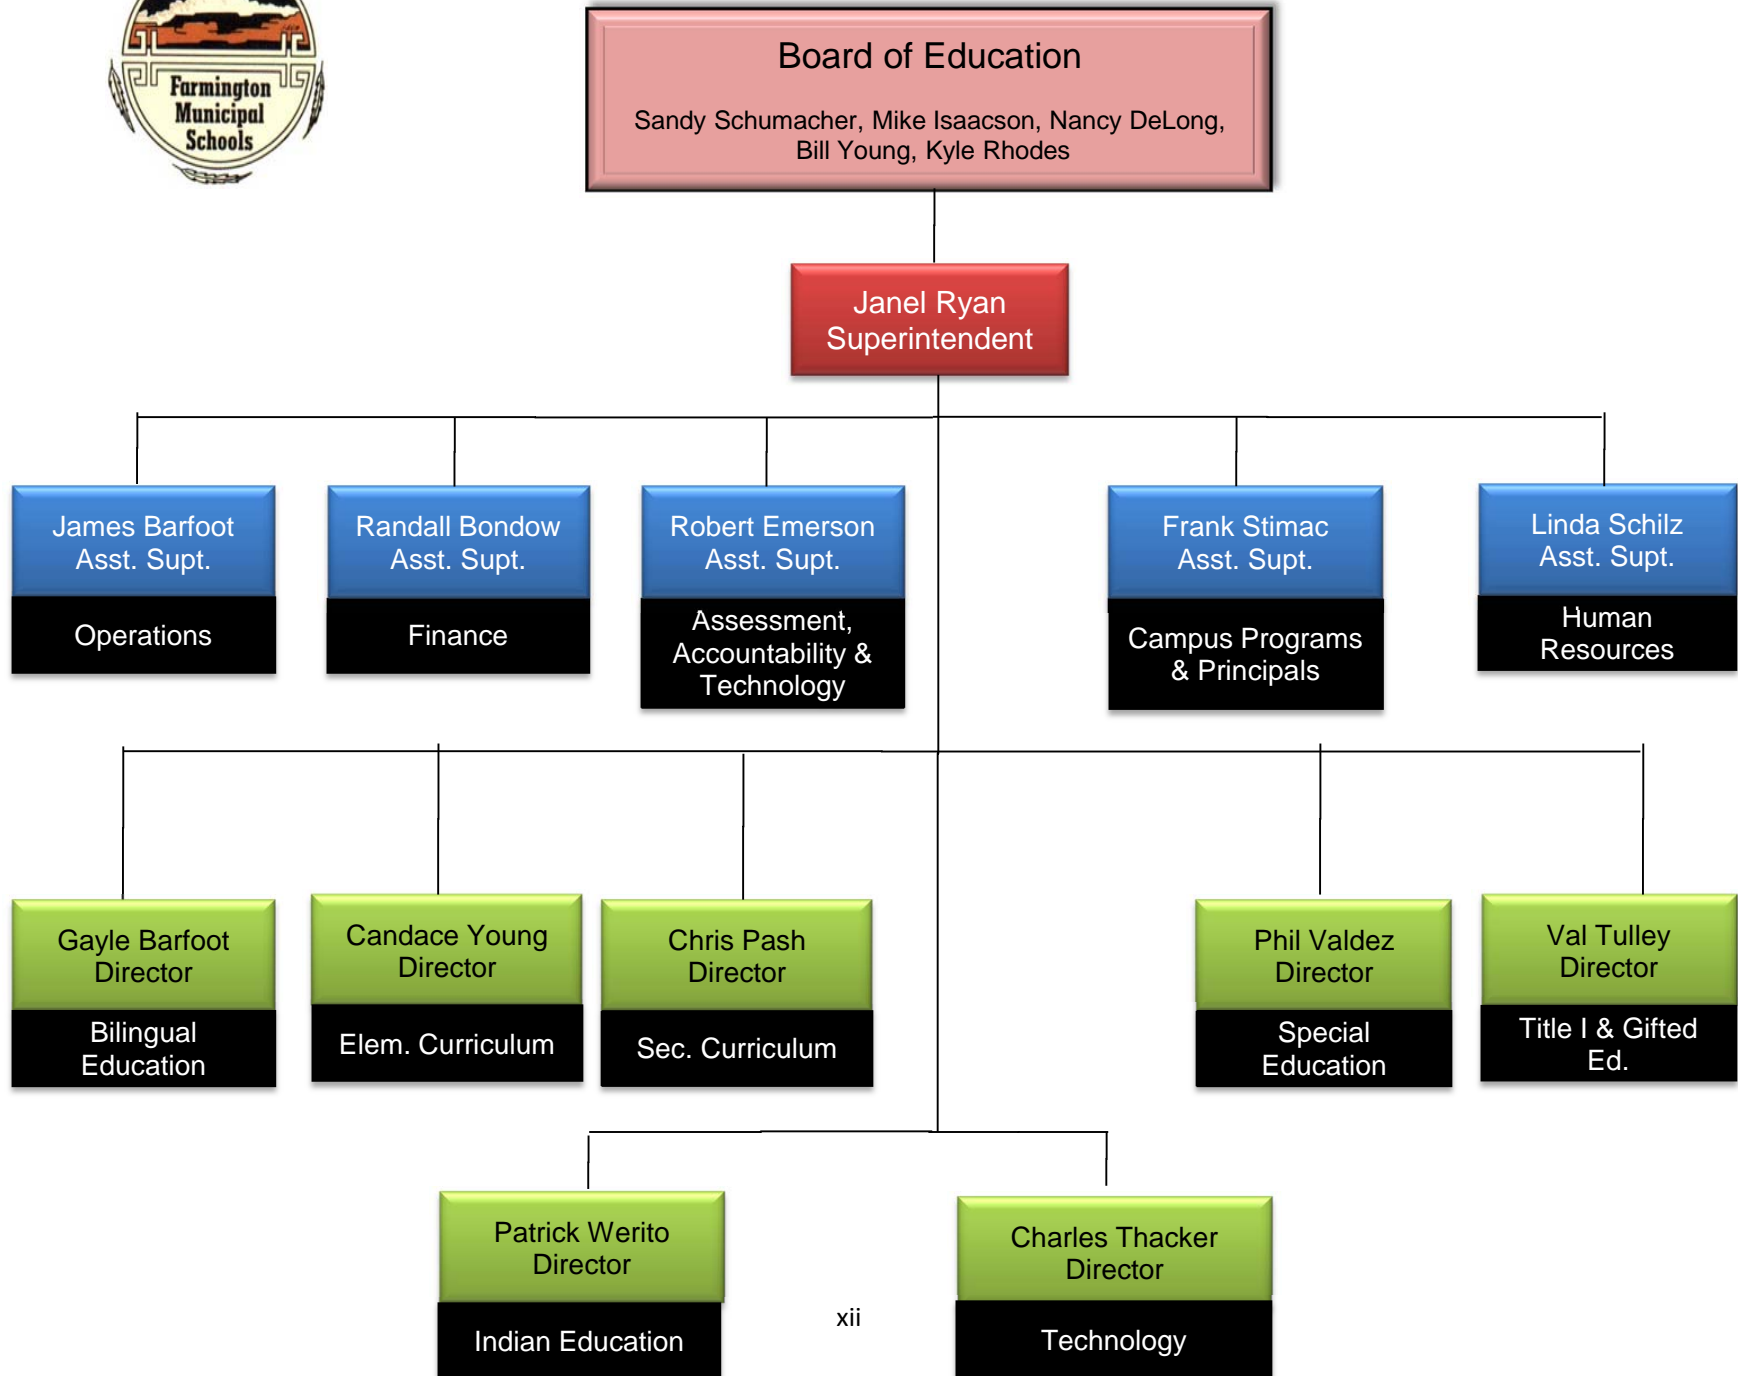 Farmington
Municipal
Schools
Board of Education
Sandy Schumacher, Mike Isaacson, Nancy DeLong,
Bill Young, Kyle Rhodes
Janel Ryan
Superintendent
James Barfoot
Asst. Supt.
Operations
Randall Bondow
Asst. Supt.
Finance
Robert Emerson
Asst. Supt.
Assessment,
Accountability &
Technology
Frank Stimac
Asst. Supt.
Campus Programs
& Principals
Linda Schilz
Asst. Supt.
Human
Resources
Gayle Barfoot
Director
Bilingual
Education
Candace Young
Director
Elem. Curriculum
Chris Pash
Director
Sec. Curriculum
Phil Valdez
Director
Special
Education
Val Tulley
Director
Title I & Gifted
Ed.
Patrick Werito
Director
Indian Education
Charles Thacker
Director
Technology
xii